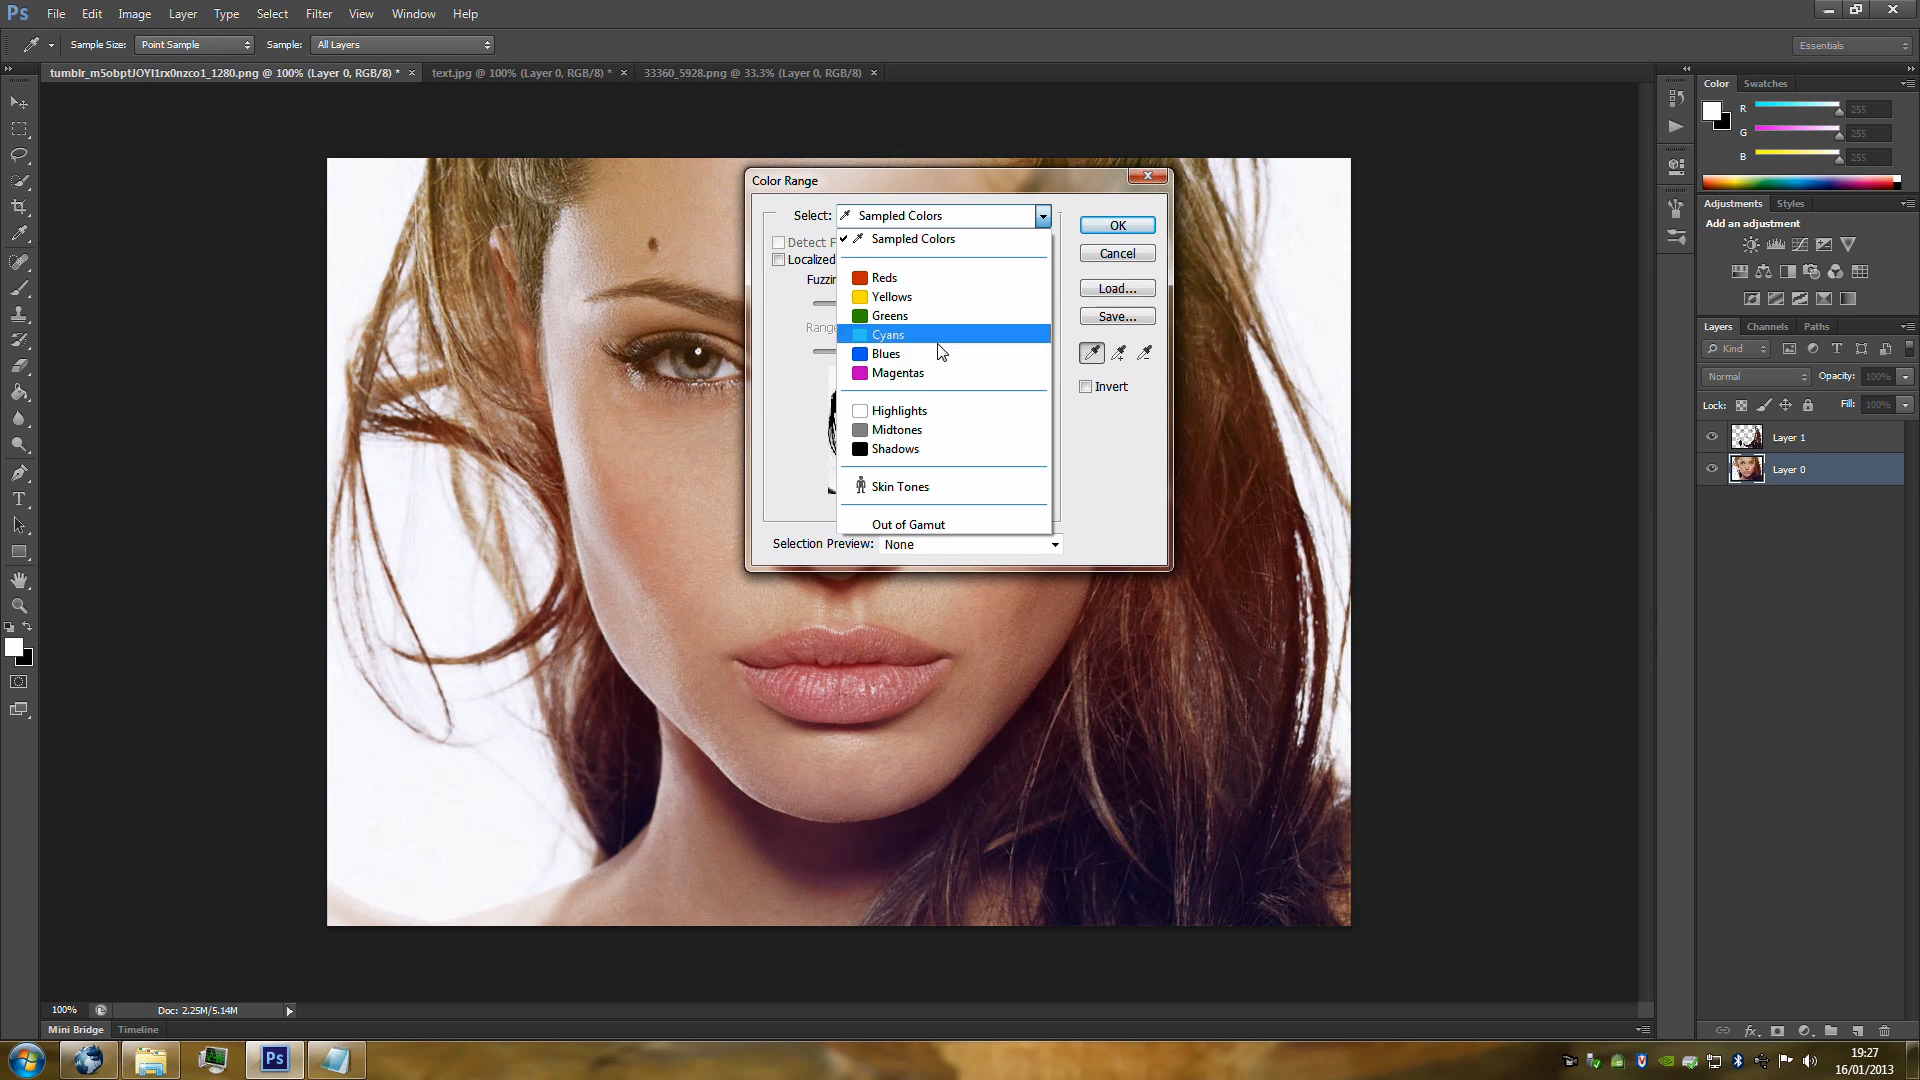 Ps File Edit Image Layer Type Select Filter View Window Help
Sample Size: Point Sample Sample: All Layers Essentials
tumblr_m5obptJOYl1rx0nzco1_1280.png @ 100% (Layer 0, RGB/8) * text.jpg @ 100% (Layer 0, RGB/8) * 33360_5928.png @ 33.3% (Layer 0, RGB/8)
Color Swatches
R 255
G 255
B 255
Adjustments Styles
Add an adjustment
Layers Channels Paths
Kind
Normal Opacity: 100%
Lock: Fill: 100%
Layer 1
Layer 0
Color Range
Select: Sampled Colors
Sampled Colors
Detect F
Localized
Fuzzin
Range
Reds
Yellows
Greens
Cyans
Blues
Magentas
Highlights
Midtones
Shadows
Skin Tones
Out of Gamut
Selection Preview: None
OK
Cancel
Load...
Save...
Invert
100% Doc: 2.25M/5.14M
Mini Bridge Timeline
Ps
19:27
16/01/2013